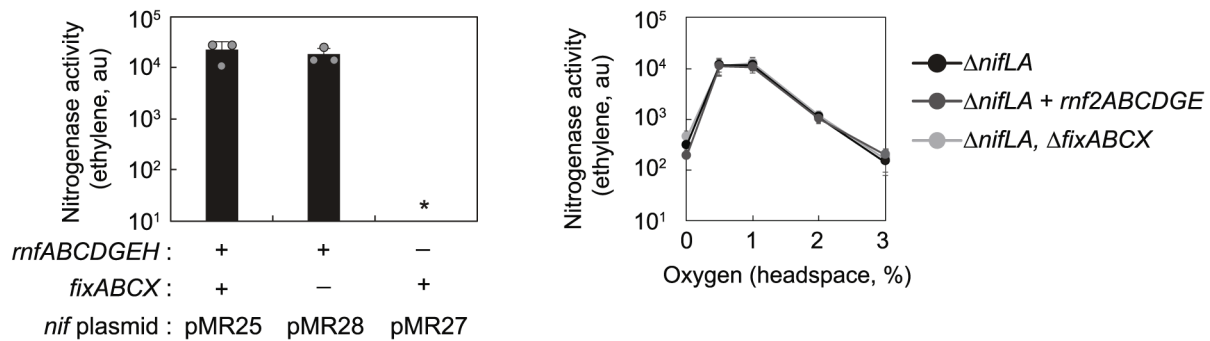 Nitrogenase activity
(ethylene, au)
10⁵
10⁴
10³
10²
10¹
*
rnfABCDGEH : + + –
fixABCX : + – +
nif plasmid : pMR25 pMR28 pMR27
Nitrogenase activity
(ethylene, au)
10⁵
10⁴
10³
10²
10¹
0 1 2 3
Oxygen (headspace, %)
ΔnifLA
ΔnifLA + rnf2ABCDGE
ΔnifLA, ΔfixABCX